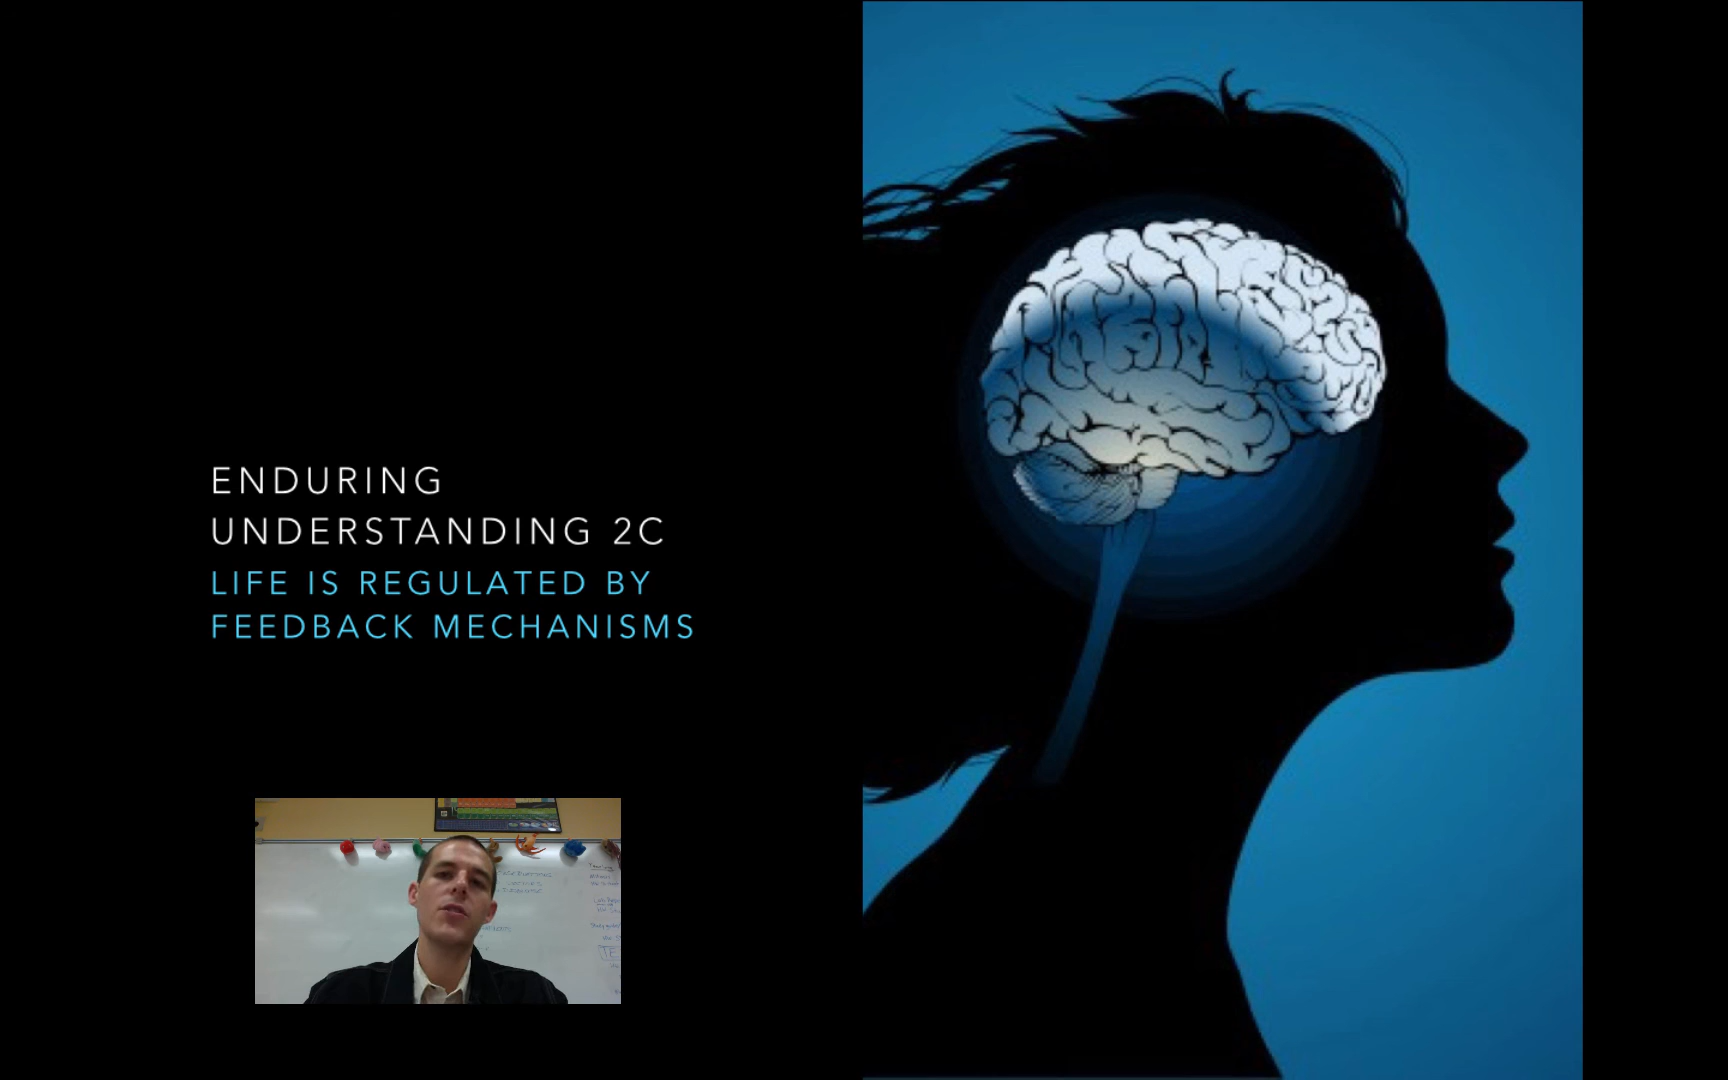 ENDURING
UNDERSTANDING 2C
LIFE IS REGULATED BY
FEEDBACK MECHANISMS